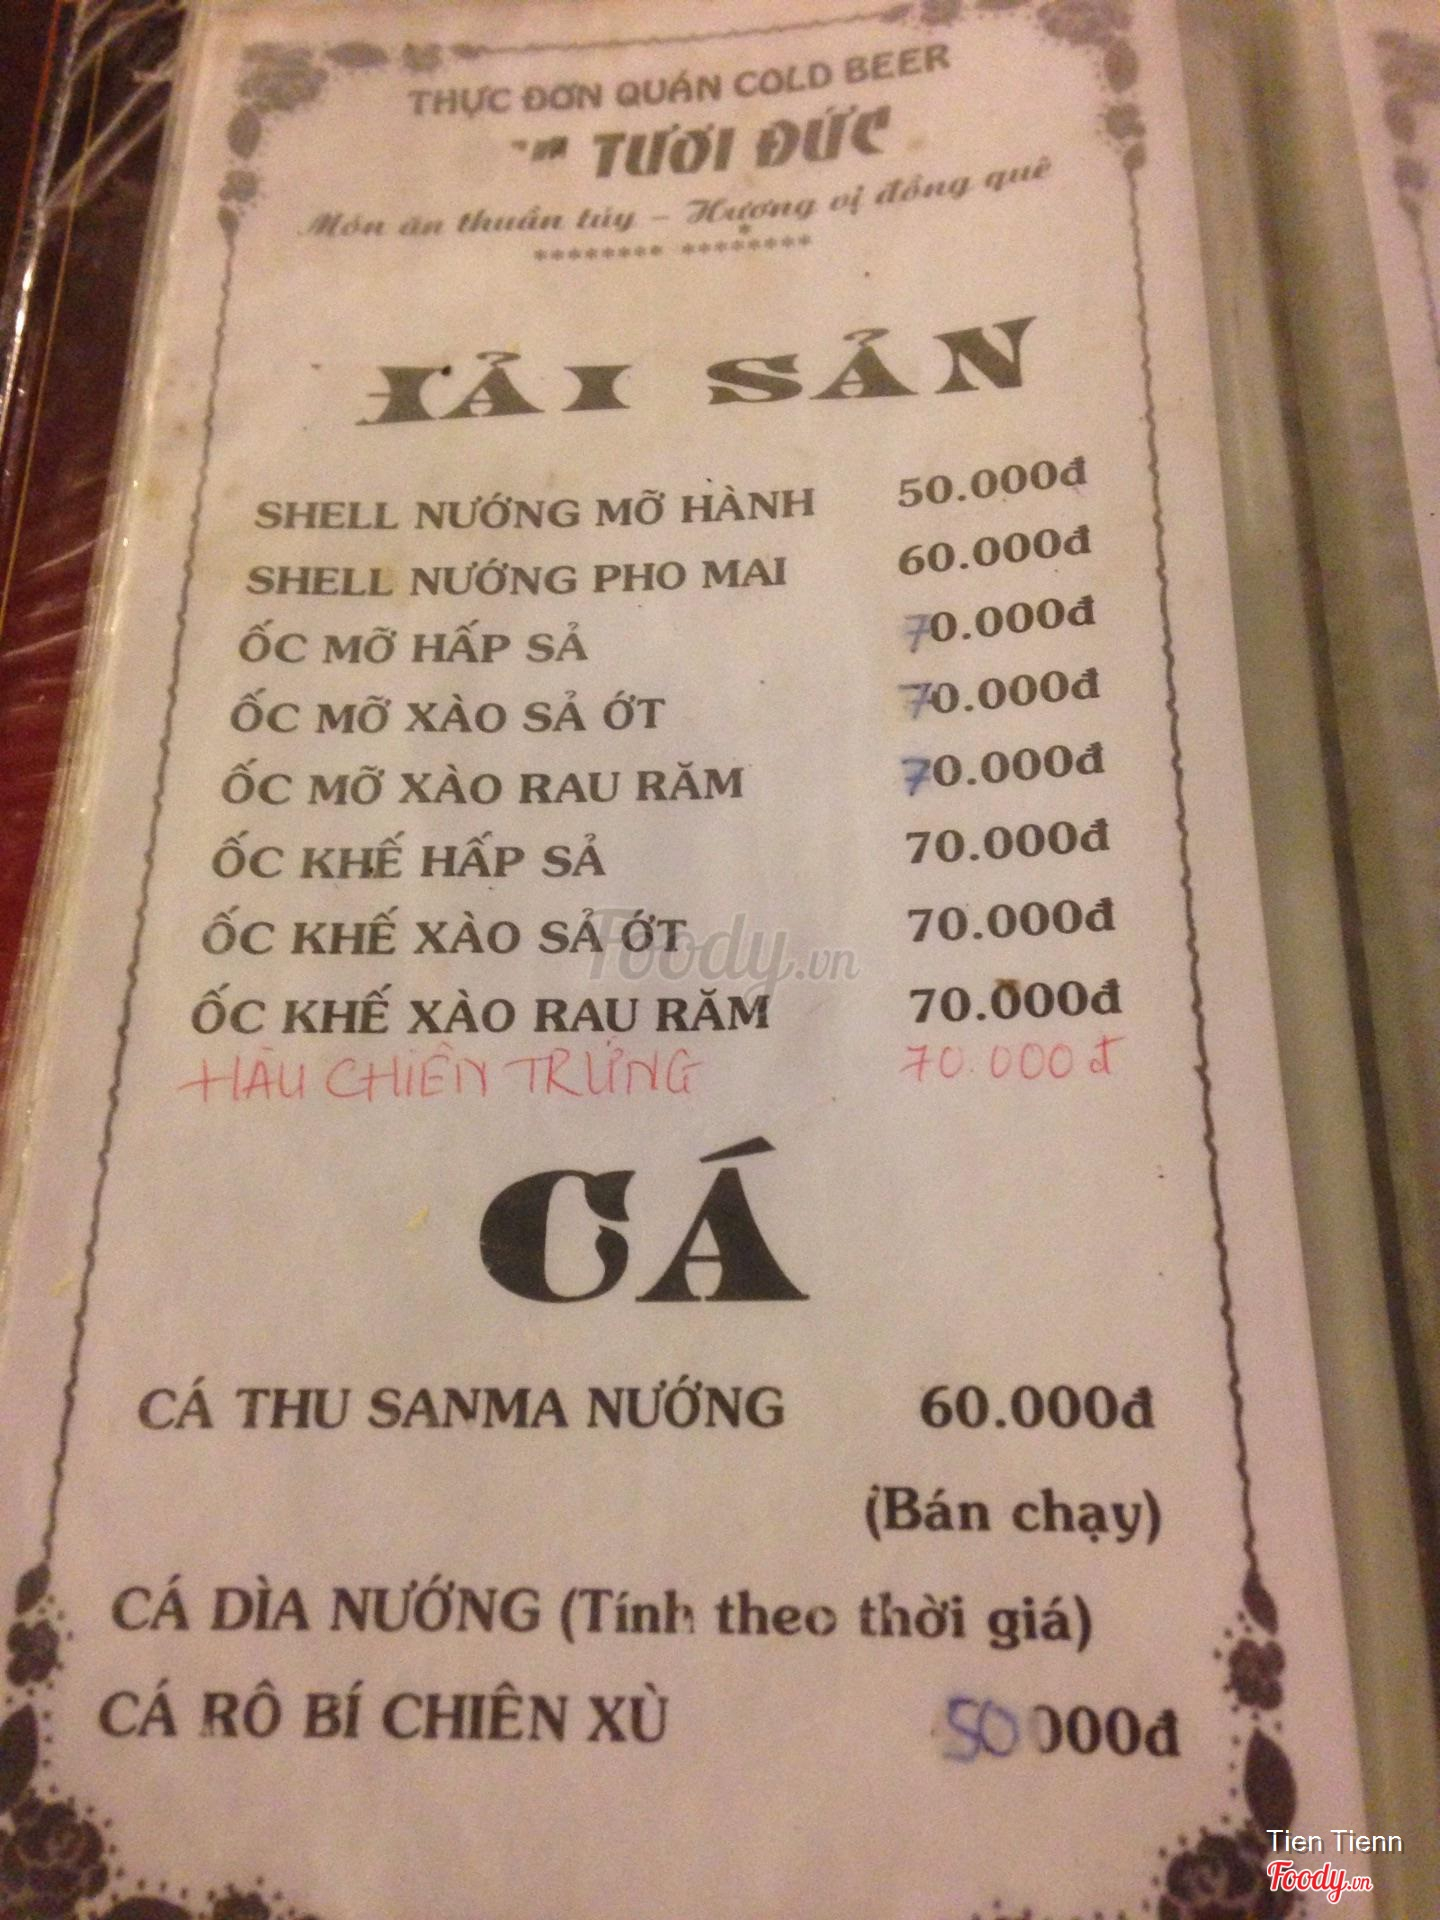 THỰC ĐƠN QUÁN COLD BEER
TƯƠI ĐỨC
Món ăn thuần túy - Hương vị đồng quê
******** * ********
HẢI SẢN
SHELL NƯỚNG MỠ HÀNH 50.000đ
SHELL NƯỚNG PHO MAI 60.000đ
ỐC MỠ HẤP SẢ 70.000đ
ỐC MỠ XÀO SẢ ỚT 70.000đ
ỐC MỠ XÀO RAU RĂM 70.000đ
ỐC KHẾ HẤP SẢ 70.000đ
ỐC KHẾ XÀO SẢ ỚT 70.000đ
Foody.vn
ỐC KHẾ XÀO RAU RĂM 70.000đ
HÀU CHIÊN TRỨNG 70.000đ
CÁ
CÁ THU SANMA NƯỚNG 60.000đ
(Bán chạy)
CÁ DÌA NƯỚNG (Tính theo thời giá)
CÁ RÔ BÍ CHIÊN XÙ 50 000đ
Tien Tienn
Foody.vn